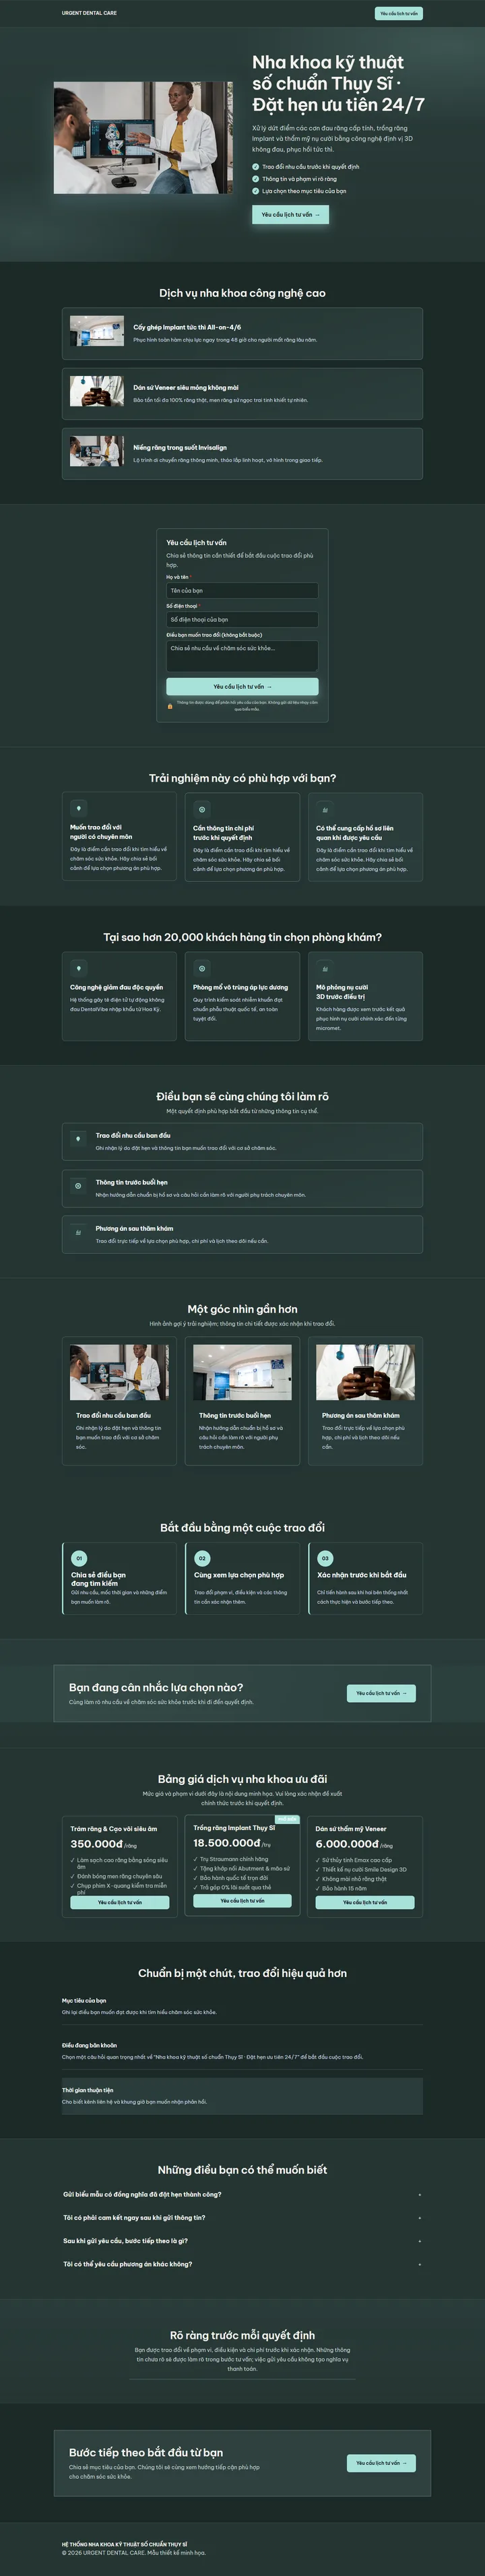 URGENT DENTAL CARE
Yêu cầu lịch tư vấn
Nha khoa kỹ thuật
số chuẩn Thụy Sĩ ·
Đặt hẹn ưu tiên 24/7
Xử lý dứt điểm các cơn đau răng cấp tính, trồng răng
Implant và thẩm mỹ nụ cười bằng công nghệ định vị 3D
không đau, phục hồi tức thì.
Trao đổi nhu cầu trước khi quyết định
Thông tin và phạm vi rõ ràng
Lựa chọn theo mục tiêu của bạn
Yêu cầu lịch tư vấn →
Dịch vụ nha khoa công nghệ cao
Cấy ghép Implant tức thì All-on-4/6
Phục hình toàn hàm chịu lực ngay trong 48 giờ cho người mất răng lâu năm.
Dán sứ Veneer siêu mỏng không mài
Bảo tồn tối đa 100% răng thật, men răng sứ ngọc trai tinh khiết tự nhiên.
Niềng răng trong suốt Invisalign
Lộ trình di chuyển răng thông minh, tháo lắp linh hoạt, vô hình trong giao tiếp.
Yêu cầu lịch tư vấn
Chia sẻ thông tin cần thiết để bắt đầu cuộc trao đổi phù
hợp.
Họ và tên *
Tên của bạn
Số điện thoại *
Số điện thoại của bạn
Điều bạn muốn trao đổi (không bắt buộc)
Chia sẻ nhu cầu về chăm sóc sức khỏe...
Yêu cầu lịch tư vấn →
Thông tin được dùng để phản hồi yêu cầu của bạn. Không gửi dữ liệu nhạy cảm
qua biểu mẫu.
Trải nghiệm này có phù hợp với bạn?
Muốn trao đổi với
người có chuyên môn
Đây là điểm cần trao đổi khi tìm hiểu về
chăm sóc sức khỏe. Hãy chia sẻ bối
cảnh để lựa chọn phương án phù hợp.
Cần thông tin chi phí
trước khi quyết định
Đây là điểm cần trao đổi khi tìm hiểu về
chăm sóc sức khỏe. Hãy chia sẻ bối
cảnh để lựa chọn phương án phù hợp.
Có thể cung cấp hồ sơ liên
quan khi được yêu cầu
Đây là điểm cần trao đổi khi tìm hiểu về
chăm sóc sức khỏe. Hãy chia sẻ bối
cảnh để lựa chọn phương án phù hợp.
Tại sao hơn 20,000 khách hàng tin chọn phòng khám?
Công nghệ giảm đau độc quyền
Hệ thống gây tê điện tử tự động không
đau DentalVibe nhập khẩu từ Hoa Kỳ.
Phòng mổ vô trùng áp lực dương
Quy trình kiểm soát nhiễm khuẩn đạt
chuẩn phẫu thuật quốc tế, an toàn
tuyệt đối.
Mô phỏng nụ cười
3D trước điều trị
Khách hàng được xem trước kết quả
phục hình nụ cười chính xác đến từng
micromet.
Điều bạn sẽ cùng chúng tôi làm rõ
Một quyết định phù hợp bắt đầu từ những thông tin cụ thể.
Trao đổi nhu cầu ban đầu
Ghi nhận lý do đặt hẹn và thông tin bạn muốn trao đổi với cơ sở chăm sóc.
Thông tin trước buổi hẹn
Nhận hướng dẫn chuẩn bị hồ sơ và câu hỏi cần làm rõ với người phụ trách chuyên môn.
Phương án sau thăm khám
Trao đổi trực tiếp về lựa chọn phù hợp, chi phí và lịch theo dõi nếu cần.
Một góc nhìn gần hơn
Hình ảnh gợi ý trải nghiệm; thông tin chi tiết được xác nhận khi trao đổi.
Trao đổi nhu cầu ban đầu
Ghi nhận lý do đặt hẹn và thông tin
bạn muốn trao đổi với cơ sở chăm
sóc.
Thông tin trước buổi hẹn
Nhận hướng dẫn chuẩn bị hồ sơ và
câu hỏi cần làm rõ với người phụ
trách chuyên môn.
Phương án sau thăm khám
Trao đổi trực tiếp về lựa chọn phù
hợp, chi phí và lịch theo dõi nếu
cần.
Bắt đầu bằng một cuộc trao đổi
01
Chia sẻ điều bạn
đang tìm kiếm
Gửi nhu cầu, mốc thời gian và những điểm
bạn muốn làm rõ.
02
Cùng xem lựa chọn phù hợp
Trao đổi phạm vi, điều kiện và các thông
tin cần xác nhận thêm.
03
Xác nhận trước khi bắt đầu
Chỉ tiến hành sau khi hai bên thống nhất
cách thực hiện và bước tiếp theo.
Bạn đang cân nhắc lựa chọn nào?
Cùng làm rõ nhu cầu về chăm sóc sức khỏe trước khi đi đến quyết định.
Yêu cầu lịch tư vấn →
Bảng giá dịch vụ nha khoa ưu đãi
Mức giá và phạm vi dưới đây là nội dung minh họa. Vui lòng xác nhận đề xuất
chính thức trước khi quyết định.
Trám răng & Cạo vôi siêu âm
350.000đ /răng
✓ Làm sạch cao răng bằng sóng siêu
âm
✓ Đánh bóng men răng chuyên sâu
✓ Chụp phim X-quang kiểm tra miễn
phí
Yêu cầu lịch tư vấn
Trồng răng Implant Thụy Sĩ
18.500.000đ /trụ
✓ Trụ Straumann chính hãng
✓ Tặng khớp nối Abutment & mão sứ
✓ Bảo hành quốc tế trọn đời
✓ Trả góp 0% lãi suất qua thẻ
Yêu cầu lịch tư vấn
Dán sứ thẩm mỹ Veneer
6.000.000đ /răng
✓ Sứ thủy tinh Emax cao cấp
✓ Thiết kế nụ cười Smile Design 3D
✓ Không mài nhỏ răng thật
✓ Bảo hành 15 năm
Yêu cầu lịch tư vấn
Chuẩn bị một chút, trao đổi hiệu quả hơn
Mục tiêu của bạn
Ghi lại điều bạn muốn đạt được khi tìm hiểu chăm sóc sức khỏe.
Điều đang băn khoăn
Chọn một câu hỏi quan trọng nhất về "Nha khoa kỹ thuật số chuẩn Thụy Sĩ · Đặt hẹn ưu tiên 24/7" để bắt đầu cuộc trao đổi.
Thời gian thuận tiện
Cho biết kênh liên hệ và khung giờ bạn muốn nhận phản hồi.
Những điều bạn có thể muốn biết
Gửi biểu mẫu có đồng nghĩa đã đặt hẹn thành công? +
Tôi có phải cam kết ngay sau khi gửi thông tin? +
Sau khi gửi yêu cầu, bước tiếp theo là gì? +
Tôi có thể yêu cầu phương án khác không? +
Rõ ràng trước mỗi quyết định
Bạn được trao đổi về phạm vi, điều kiện và chi phí trước khi xác nhận. Những thông
tin chưa rõ sẽ được làm rõ trong bước tư vấn; việc gửi yêu cầu không tạo nghĩa vụ
thanh toán.
Bước tiếp theo bắt đầu từ bạn
Chia sẻ mục tiêu của bạn. Chúng tôi sẽ cùng xem hướng tiếp cận phù hợp
cho chăm sóc sức khỏe.
Yêu cầu lịch tư vấn →
HỆ THỐNG NHA KHOA KỸ THUẬT SỐ CHUẨN THỤY SĨ
© 2026 URGENT DENTAL CARE. Mẫu thiết kế minh họa.